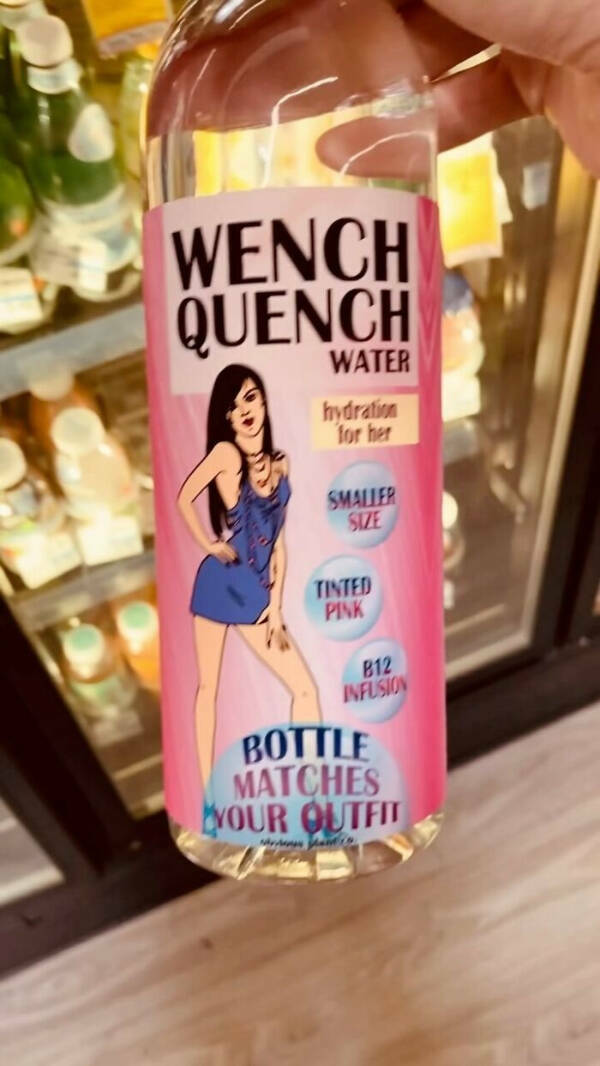 WENCH
QUENCH
WATER
hydration
for her
SMALLER
SIZE
TINTED
PINK
B12
INFUSION
BOTTLE
MATCHES
YOUR OUTFIT